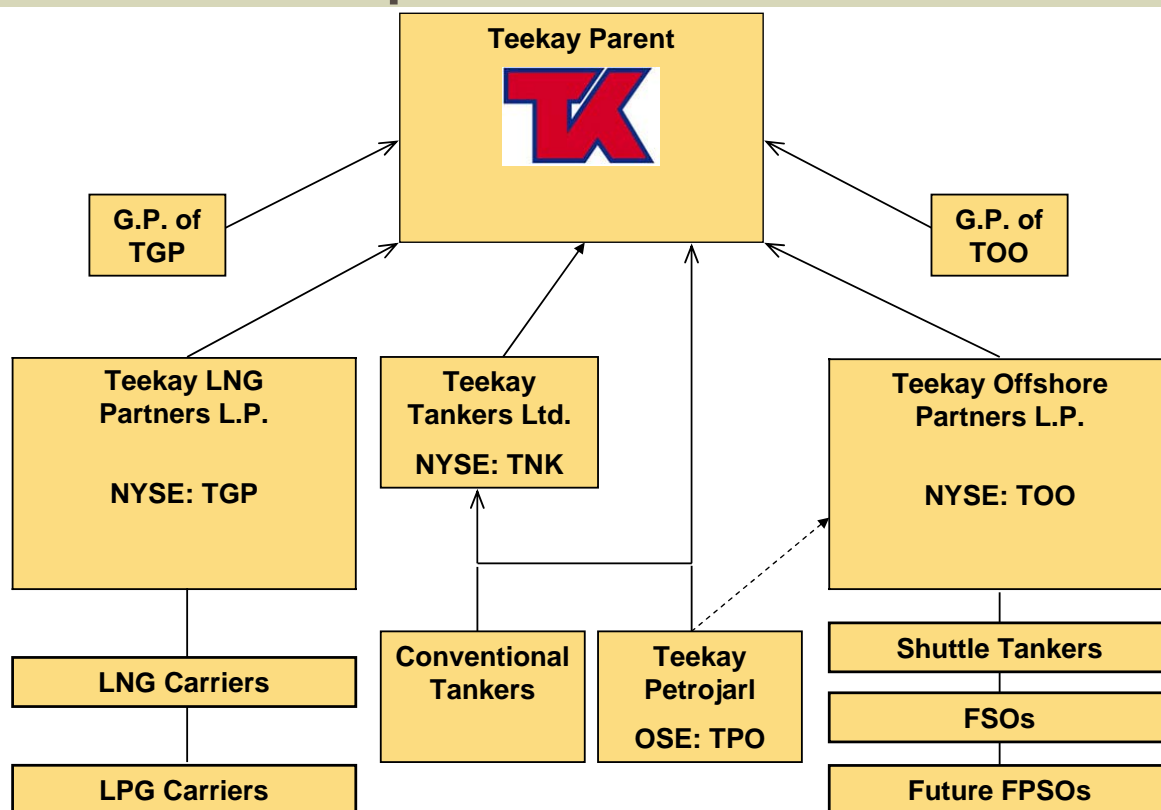 Teekay Parent
TK
G.P. of
TGP
G.P. of
TOO
Teekay LNG
Partners L.P.
NYSE: TGP
Teekay
Tankers Ltd.
NYSE: TNK
Teekay Offshore
Partners L.P.
NYSE: TOO
LNG Carriers
LPG Carriers
Conventional
Tankers
Teekay
Petrojarl
OSE: TPO
Shuttle Tankers
FSOs
Future FPSOs